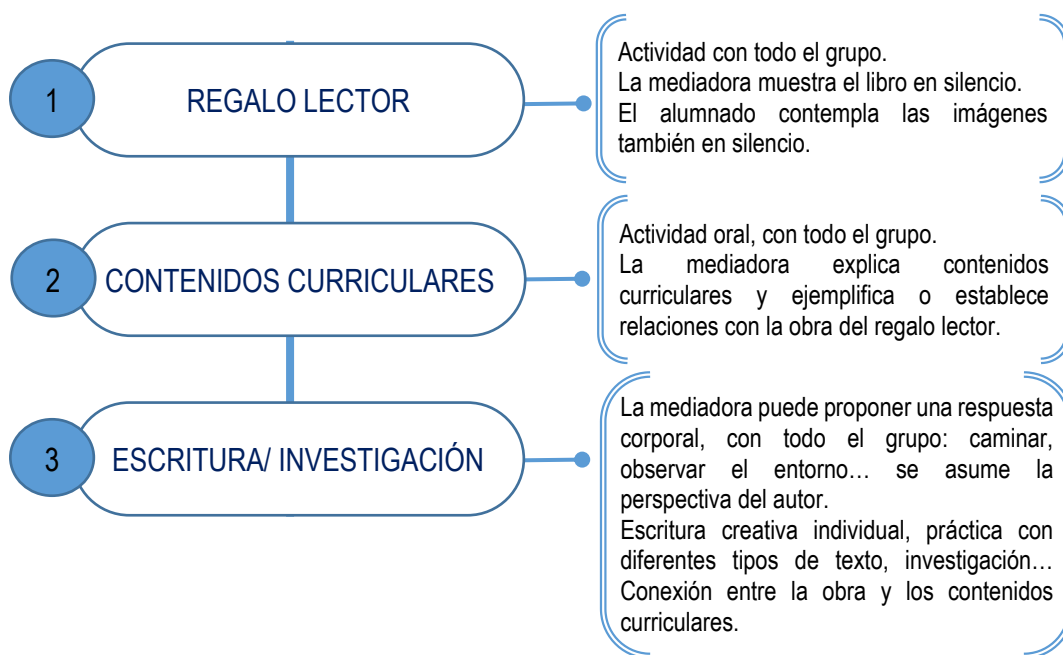 1
REGALO LECTOR
Actividad con todo el grupo.
La mediadora muestra el libro en silencio.
El alumnado contempla las imágenes
también en silencio.
2
CONTENIDOS CURRICULARES
Actividad oral, con todo el grupo.
La mediadora explica contenidos
curriculares y ejemplifica o establece
relaciones con la obra del regalo lector.
3
ESCRITURA/ INVESTIGACIÓN
La mediadora puede proponer una respuesta
corporal, con todo el grupo: caminar,
observar el entorno… se asume la
perspectiva del autor.
Escritura creativa individual, práctica con
diferentes tipos de texto, investigación…
Conexión entre la obra y los contenidos
curriculares.